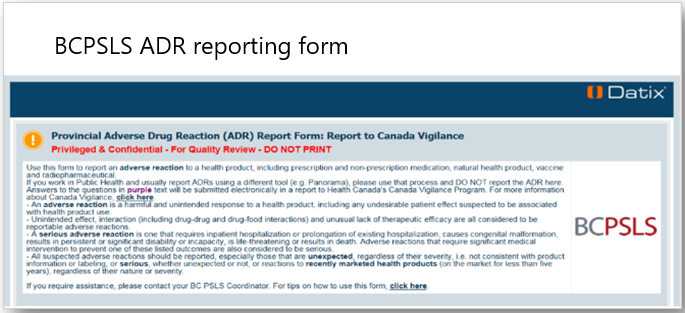 BCPSLS ADR reporting form
Datix
Provincial Adverse Drug Reaction (ADR) Report Form: Report to Canada Vigilance
Privileged & Confidential - For Quality Review - DO NOT PRINT
Use this form to report an adverse reaction to a health product, including prescription and non-prescription medication, natural health product, vaccine
and radiopharmaceutical.
If you work in Public Health and usually report ADRs using a different tool (e.g. Panorama), please use that process and DO NOT report the ADR here.
Answers to the questions in purple text will be submitted electronically in a report to Health Canada's Canada Vigilance Program. For more information
about Canada Vigilance, click here.
- An adverse reaction is a harmful and unintended response to a health product, including any undesirable patient effect suspected to be associated
with health product use.
- Unintended effect, interaction (including drug-drug and drug-food interactions) and unusual lack of therapeutic efficacy are all considered to be
reportable adverse reactions.
- A serious adverse reaction is one that requires inpatient hospitalization or prolongation of existing hospitalization, causes congenital malformation,
results in persistent or significant disability or incapacity, is life-threatening or results in death. Adverse reactions that require significant medical
intervention to prevent one of these listed outcomes are also considered to be serious.
- All suspected adverse reactions should be reported, especially those that are unexpected, regardless of their severity, i.e. not consistent with product
information or labeling, or serious, whether unexpected or not, or reactions to recently marketed health products (on the market for less than five
years), regardless of their nature or severity.
If you require assistance, please contact your BC PSLS Coordinator. For tips on how to use this form, click here.
BCPSLS